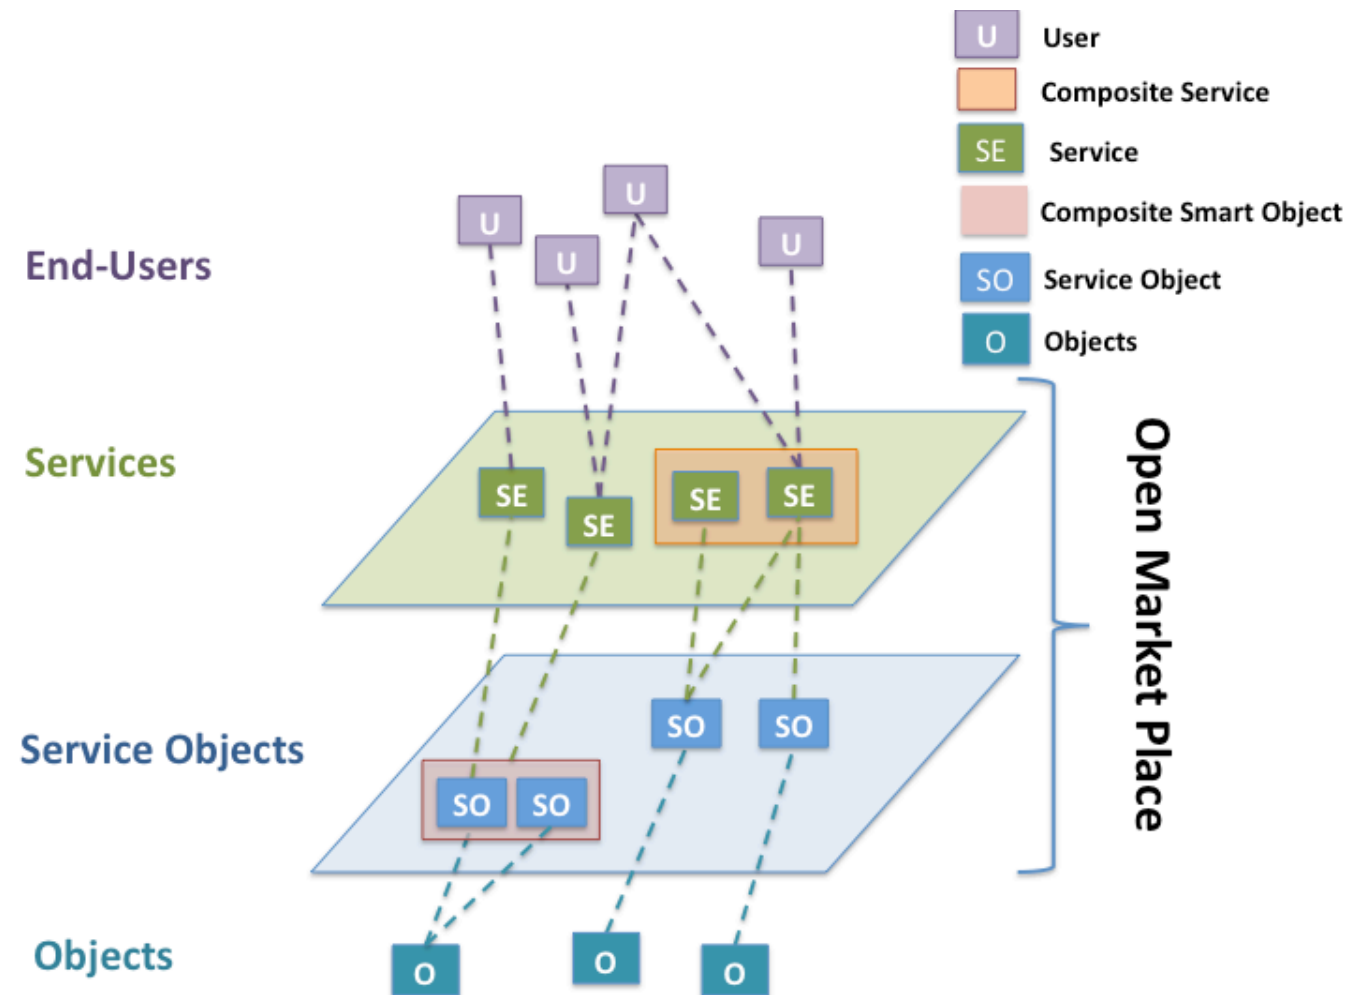 U User
Composite Service
SE Service
Composite Smart Object
SO Service Object
O Objects
U
U
U
U
End-Users
Services
SE
SE
SE
SE
Open Market Place
Service Objects
SO
SO
SO
SO
Objects
O
O
O